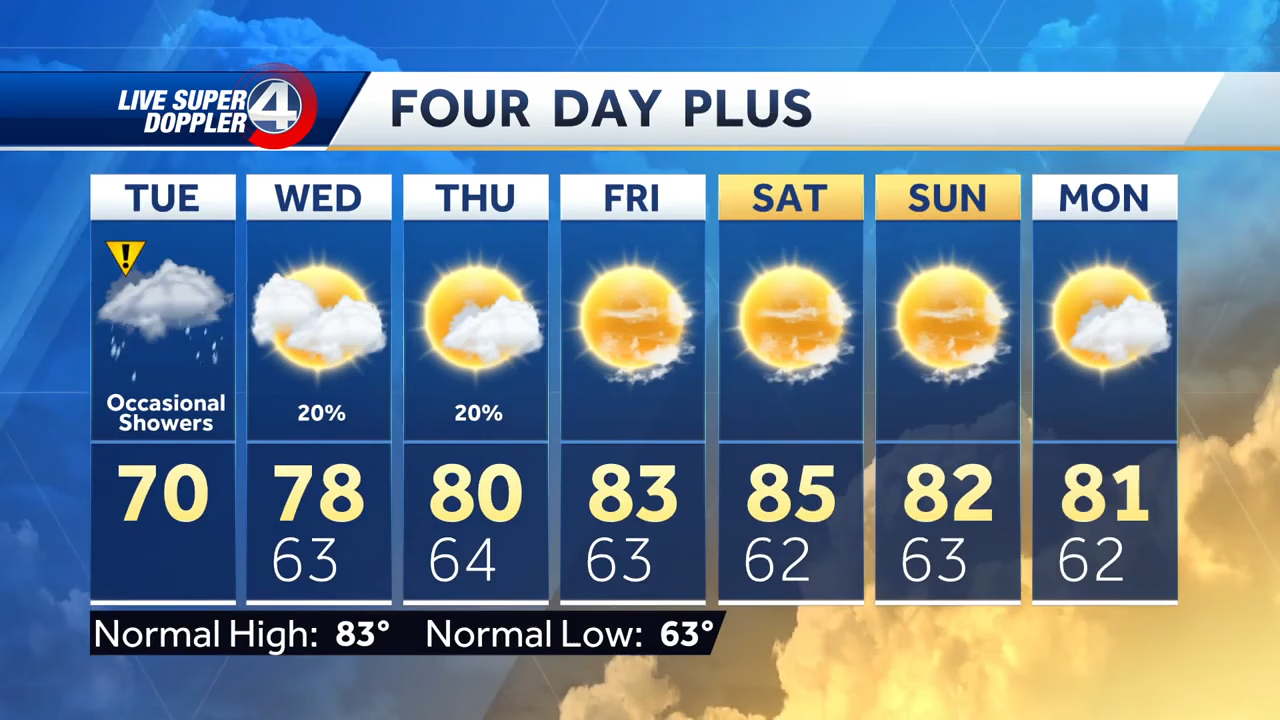 LIVE SUPER
DOPPLER 4
FOUR DAY PLUS
TUE WED THU FRI SAT SUN MON
!
Occasional
Showers
20% 20%
70 78 80 83 85 82 81
63 64 63 62 63 62
Normal High: 83° Normal Low: 63°